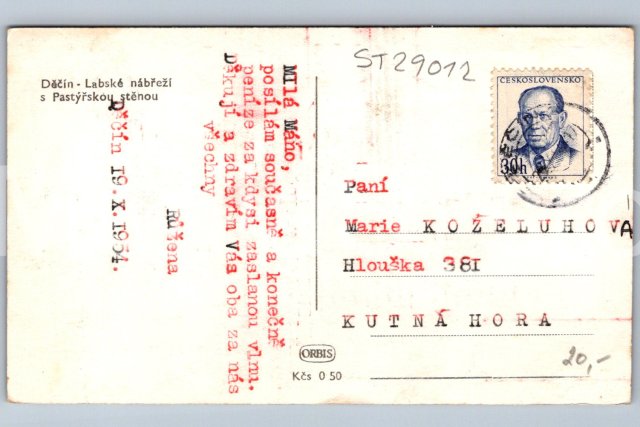 Děčín - Labské nábřeží
s Pastýřskou stěnou
Děčín 19.X.1954.
Milá Máňo,
posílám současně a konečně
peníze za kdysi zaslanou vlnu.
Děkuji a zdravím Vás oba za nás
všechny
Růžena
ST29012
ČESKOSLOVENSKO
30h
Paní
Marie KOŽELUHOVA
Hlouška 381
KUTNÁ HORA
ORBIS
Kčs 0 50
20,-